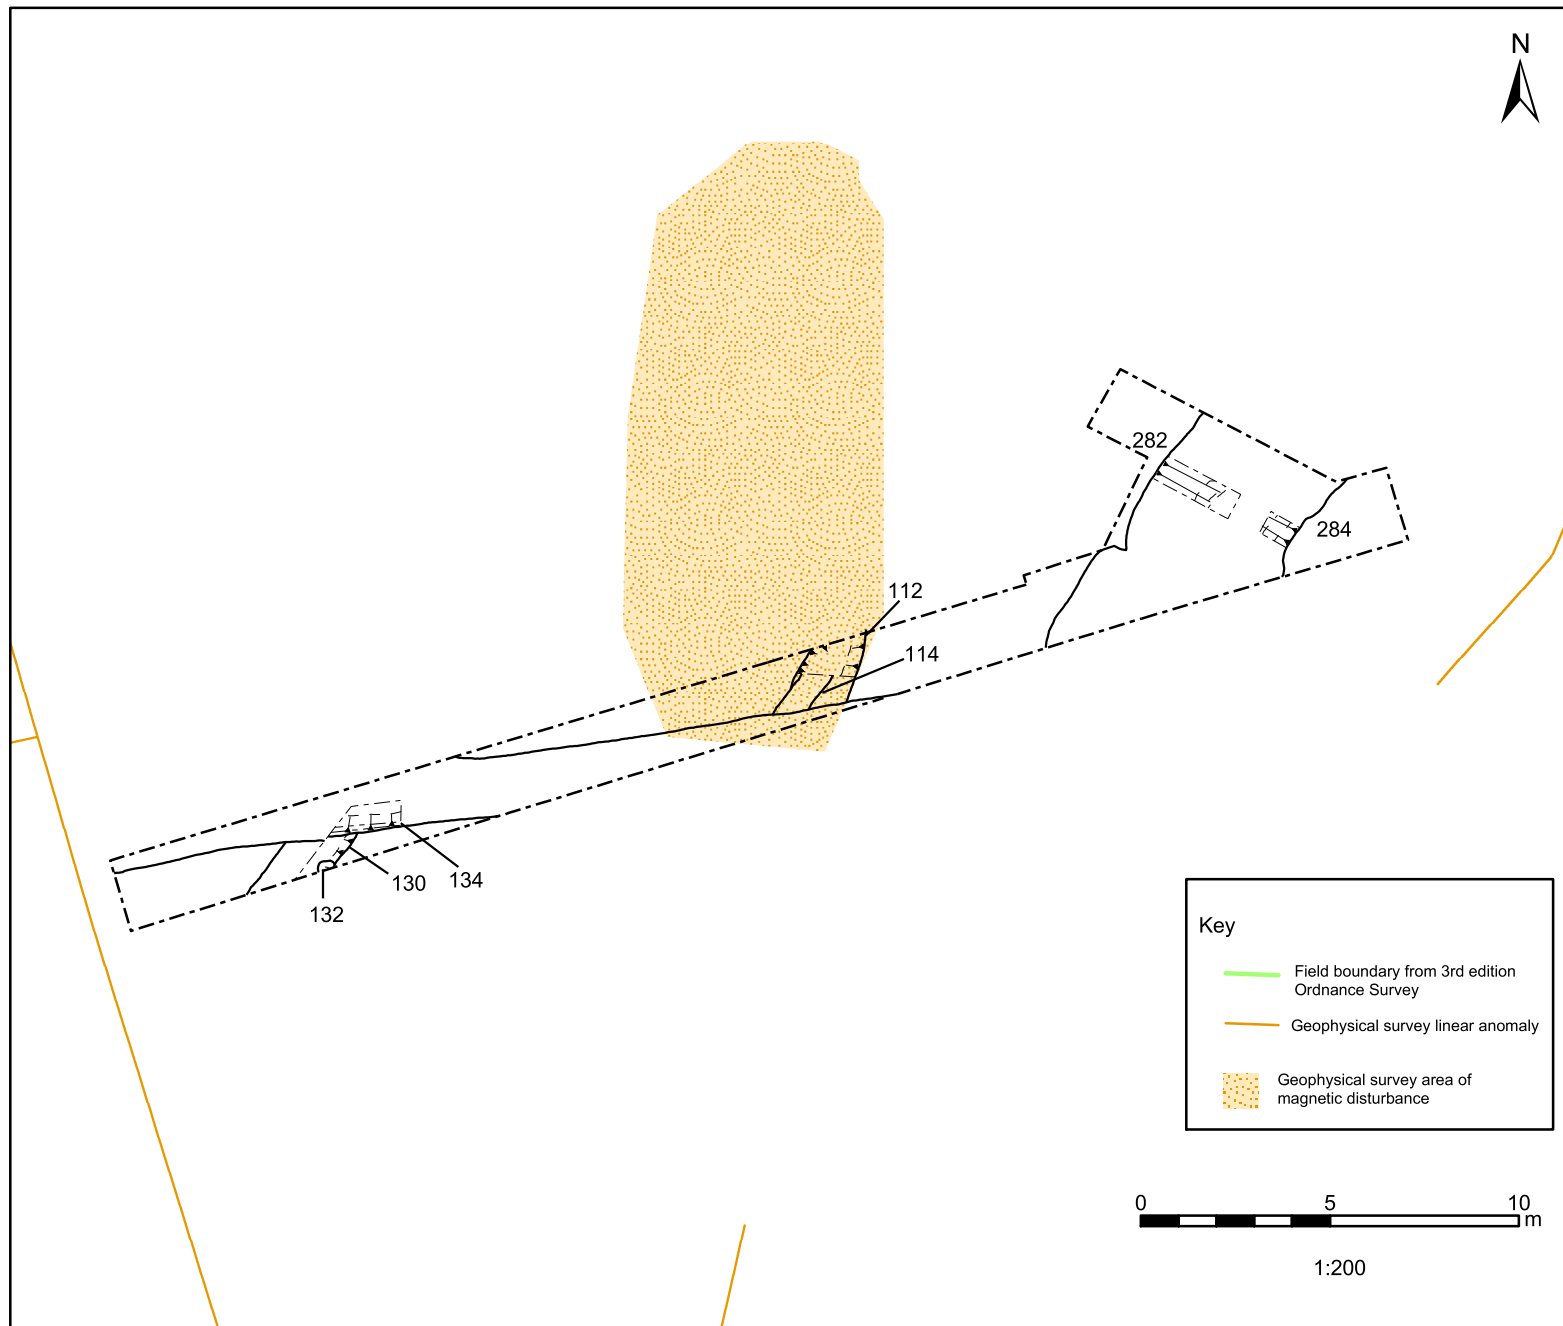 N
282
284
112
114
130
134
132
Key
Field boundary from 3rd edition
Ordnance Survey
Geophysical survey linear anomaly
Geophysical survey area of
magnetic disturbance
0 5 10
m
1:200